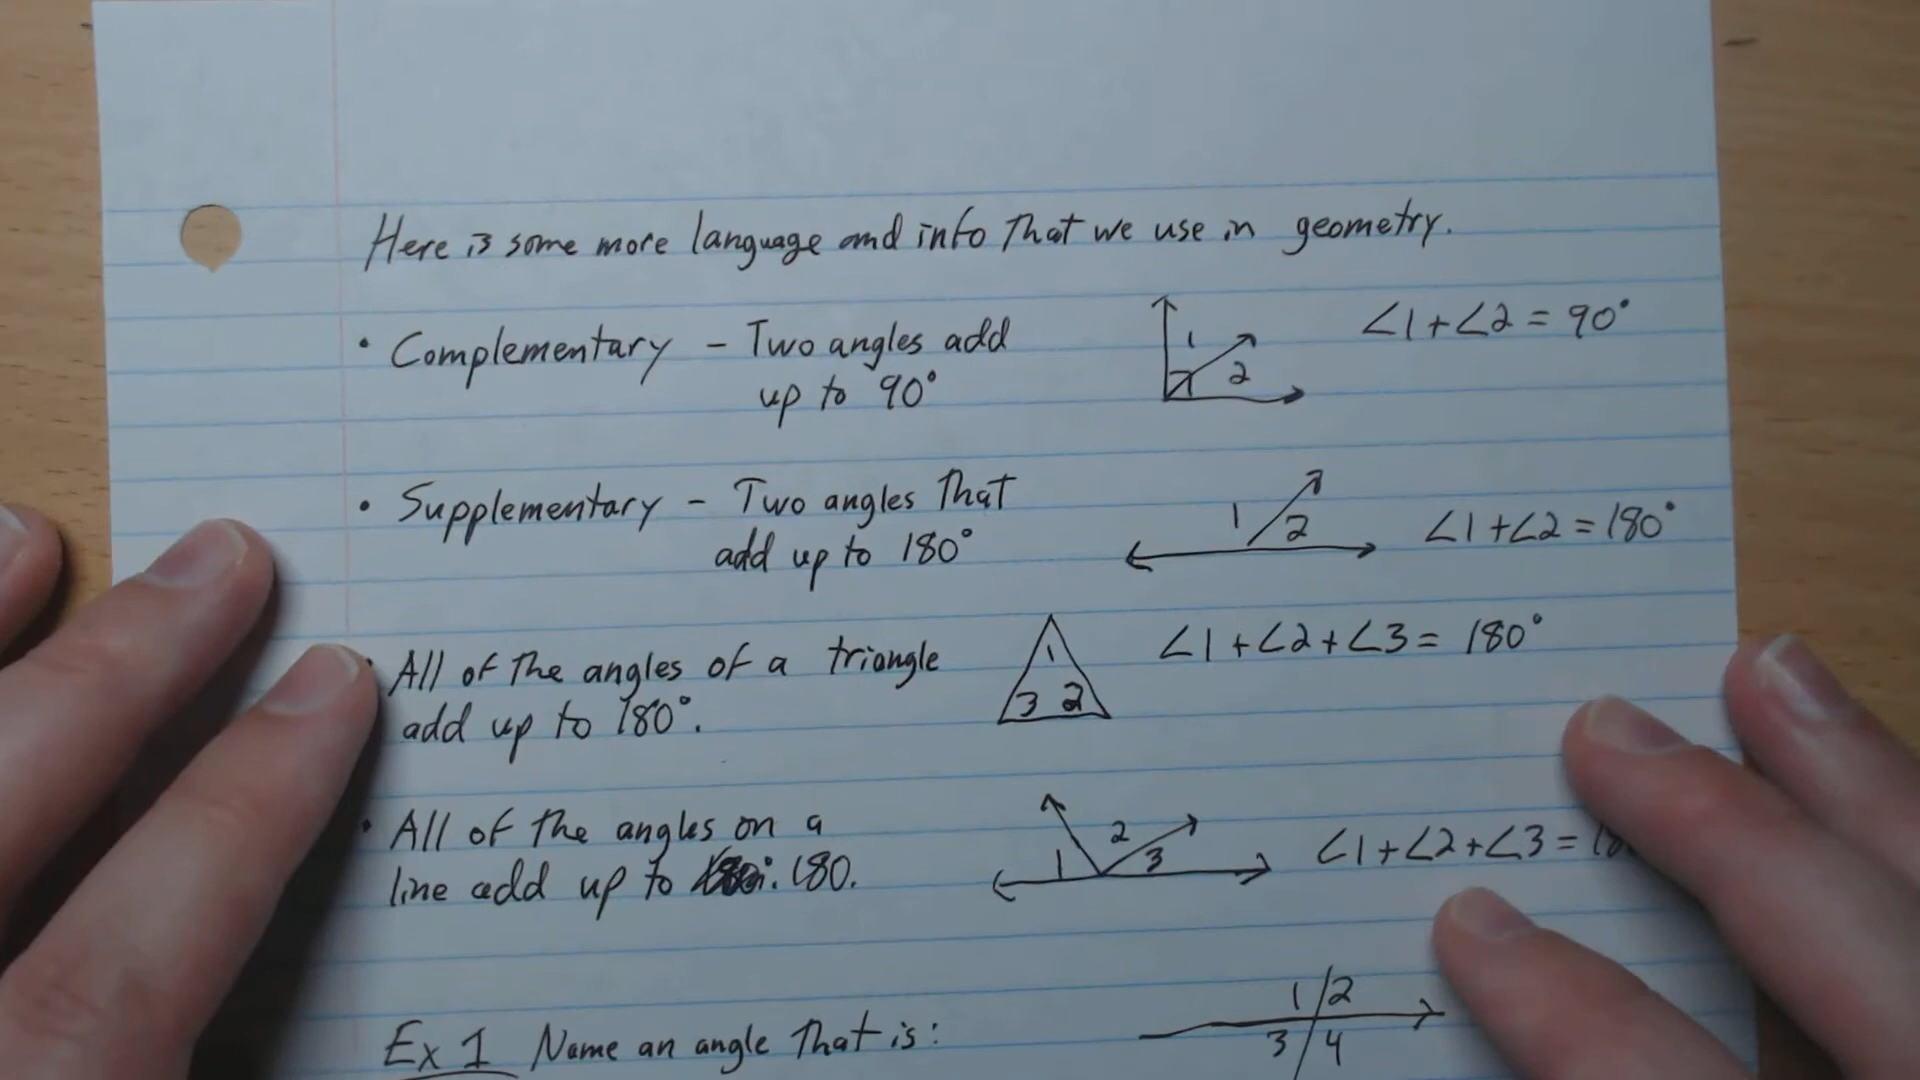 Here is some more language and info that we use in geometry.
• Complementary - Two angles add
up to 90°
1
2
∠1+∠2=90°
• Supplementary - Two angles that
add up to 180°
1
2
∠1+∠2=180°
• All of the angles of a triangle
add up to 180°.
1
3 2
∠1+∠2+∠3= 180°
• All of the angles on a
line add up to 180.
1
2
3
∠1+∠2+∠3=
Ex 1 Name an angle that is:
1 2
3 4